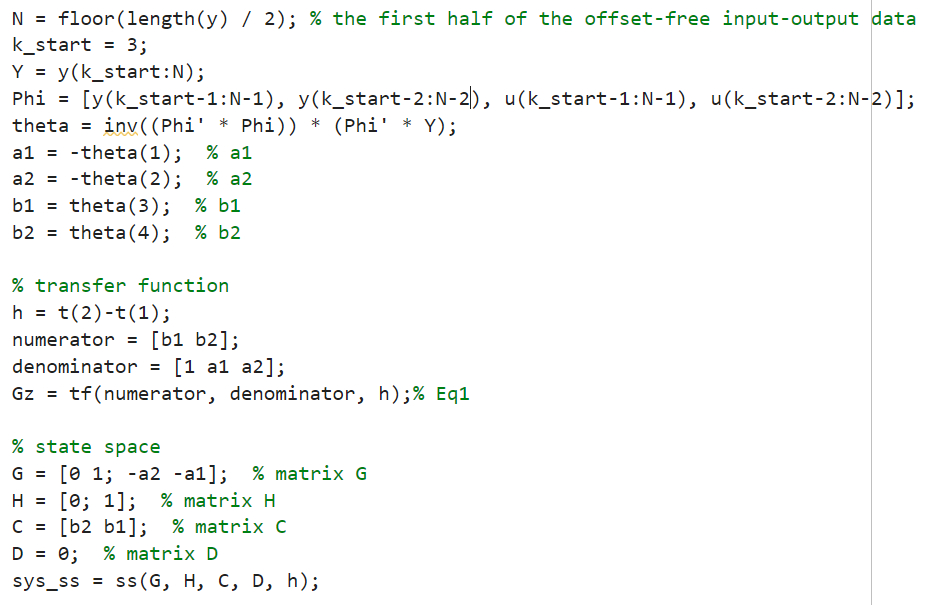 N = floor(length(y) / 2); % the first half of the offset-free input-output data
k_start = 3;
Y = y(k_start:N);
Phi = [y(k_start-1:N-1), y(k_start-2:N-2), u(k_start-1:N-1), u(k_start-2:N-2)];
theta = inv((Phi' * Phi)) * (Phi' * Y);
a1 = -theta(1);  % a1
a2 = -theta(2);  % a2
b1 = theta(3);  % b1
b2 = theta(4);  % b2
% transfer function
h = t(2)-t(1);
numerator = [b1 b2];
denominator = [1 a1 a2];
Gz = tf(numerator, denominator, h);% Eq1
% state space
G = [0 1; -a2 -a1];  % matrix G
H = [0; 1];  % matrix H
C = [b2 b1];  % matrix C
D = 0;  % matrix D
sys_ss = ss(G, H, C, D, h);